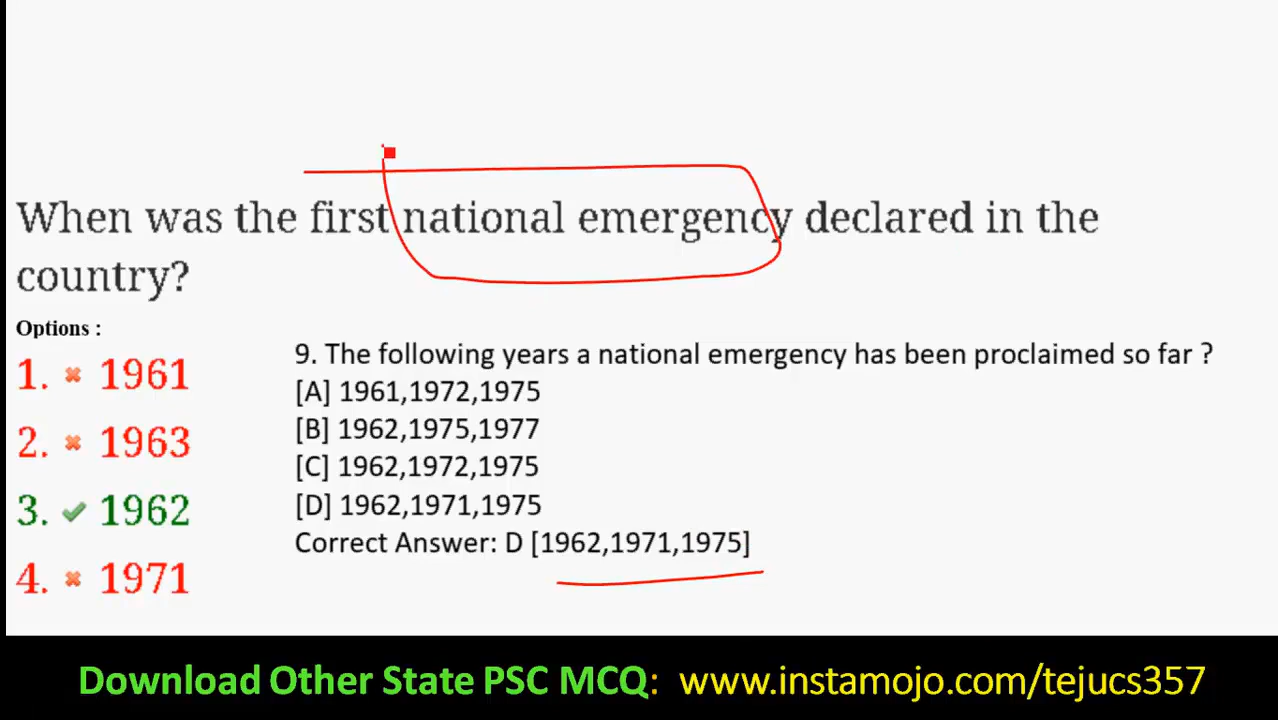 When was the first national emergency declared in the
country?
Options :
1. 1961
2. 1963
3. 1962
4. 1971
9. The following years a national emergency has been proclaimed so far ?
[A] 1961,1972,1975
[B] 1962,1975,1977
[C] 1962,1972,1975
[D] 1962,1971,1975
Correct Answer: D [1962,1971,1975]
Download Other State PSC MCQ: www.instamojo.com/tejucs357